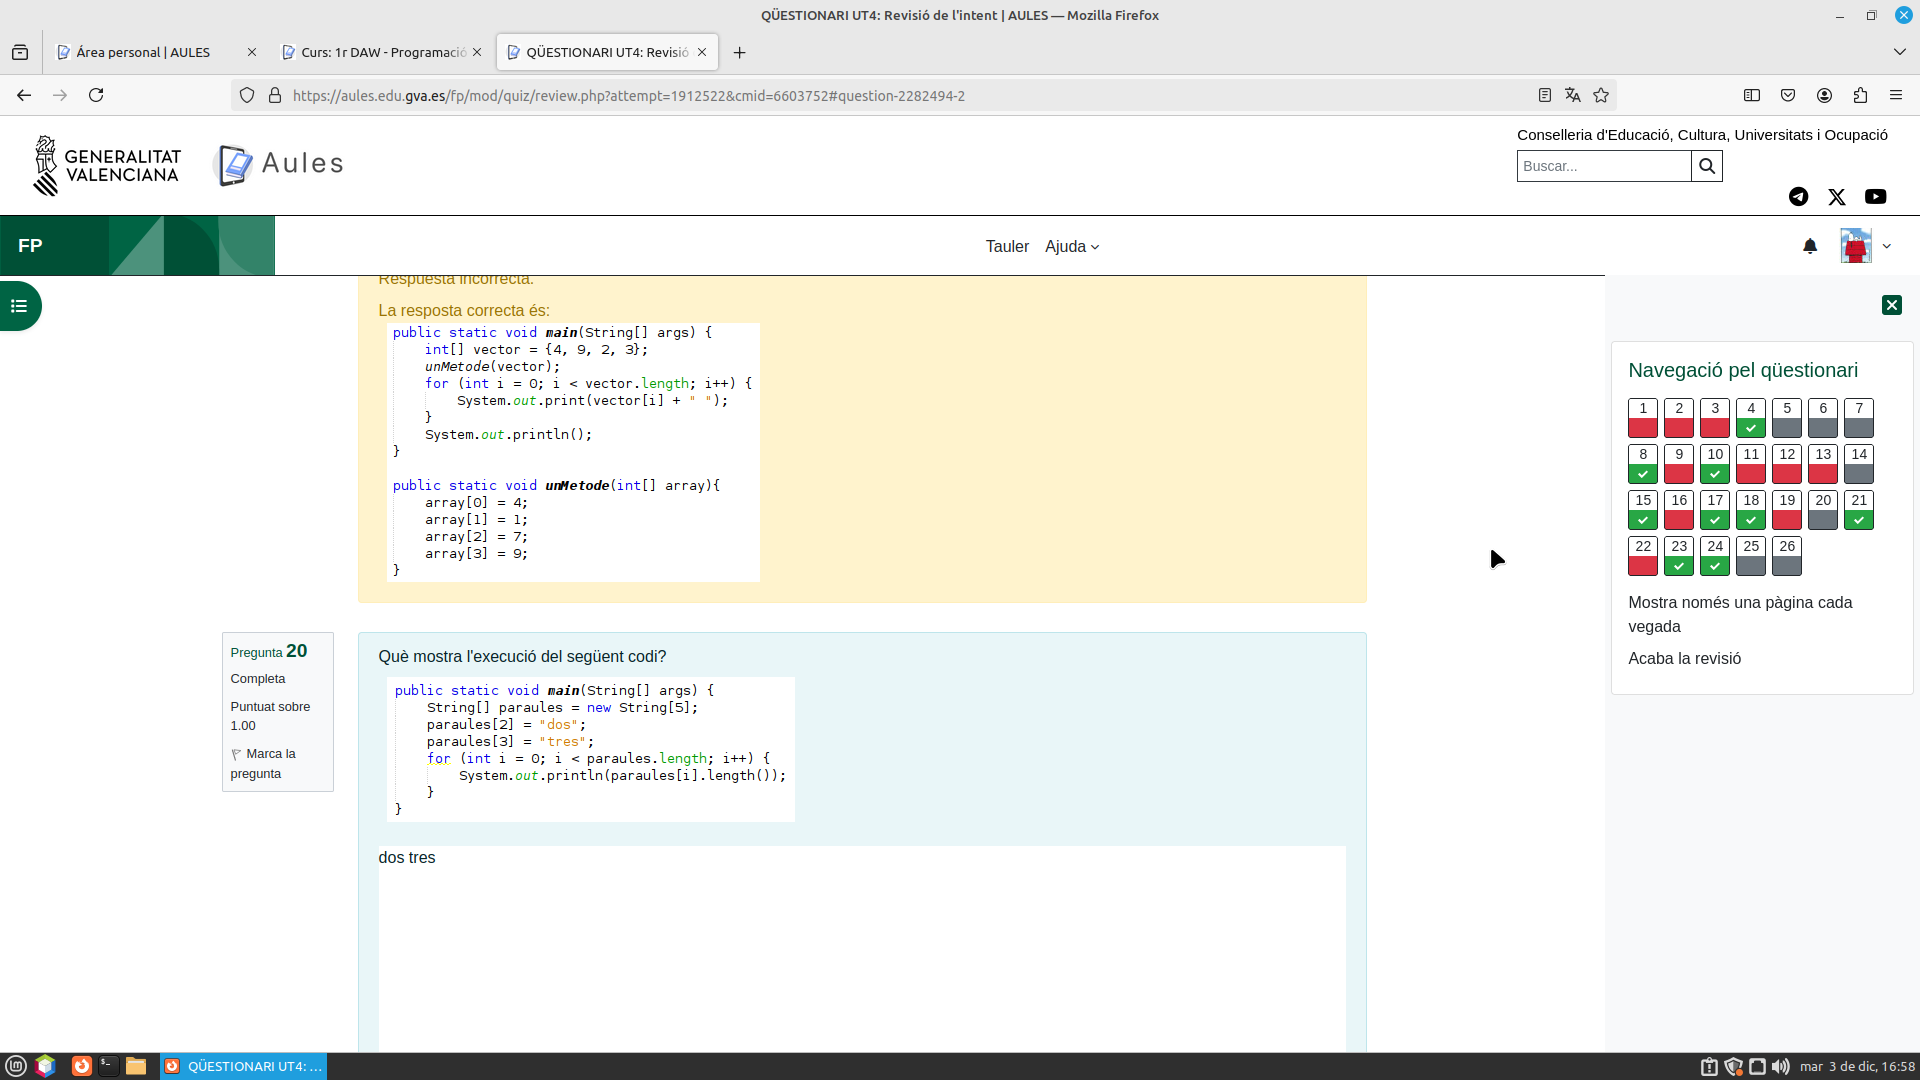 QÜESTIONARI UT4: Revisió de l'intent | AULES — Mozilla Firefox
Área personal | AULES
Curs: 1r DAW - Programació
QÜESTIONARI UT4: Revisió
https://aules.edu.gva.es/fp/mod/quiz/review.php?attempt=1912522&cmid=6603752#question-2282494-2
GENERALITAT
VALENCIANA
Aules
Conselleria d'Educació, Cultura, Universitats i Ocupació
Buscar...
FP
Tauler
Ajuda
Respuesta incorrecta.
La resposta correcta és:
public static void main(String[] args) {
    int[] vector = {4, 9, 2, 3};
    unMetode(vector);
    for (int i = 0; i < vector.length; i++) {
        System.out.print(vector[i] + " ");
    }
    System.out.println();
}
public static void unMetode(int[] array){
    array[0] = 4;
    array[1] = 1;
    array[2] = 7;
    array[3] = 9;
}
Pregunta 20
Completa
Puntuat sobre
1.00
Marca la
pregunta
Què mostra l'execució del següent codi?
public static void main(String[] args) {
    String[] paraules = new String[5];
    paraules[2] = "dos";
    paraules[3] = "tres";
    for (int i = 0; i < paraules.length; i++) {
        System.out.println(paraules[i].length());
    }
}
dos tres
Navegació pel qüestionari
1 2 3 4 5 6 7
8 9 10 11 12 13 14
15 16 17 18 19 20 21
22 23 24 25 26
Mostra només una pàgina cada
vegada
Acaba la revisió
QÜESTIONARI UT4: ...
mar 3 de dic, 16:58